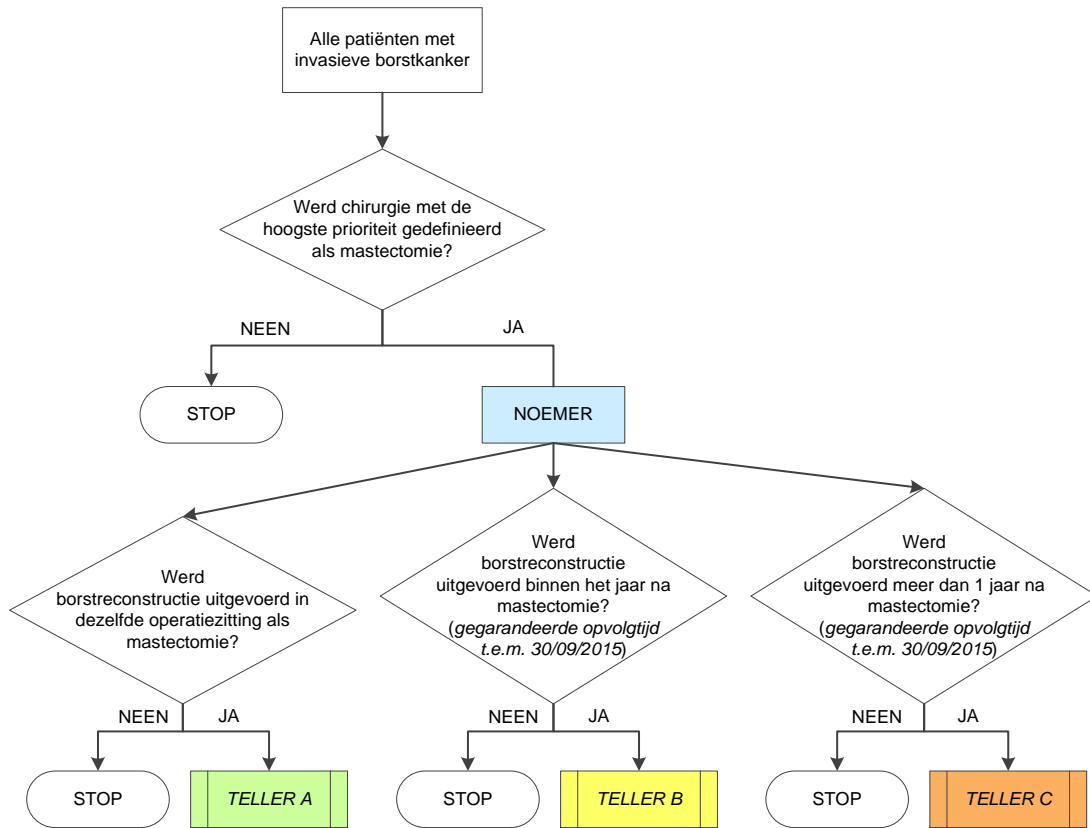 Alle patiënten met
invasieve borstkanker
Werd chirurgie met de
hoogste prioriteit gedefinieerd
als mastectomie?
NEEN
JA
STOP
NOEMER
Werd
borstreconstructie uitgevoerd in
dezelfde operatiezitting als
mastectomie?
Werd
borstreconstructie
uitgevoerd binnen het jaar na
mastectomie?
(gegarandeerde opvolgtijd
t.e.m. 30/09/2015)
Werd
borstreconstructie
uitgevoerd meer dan 1 jaar na
mastectomie?
(gegarandeerde opvolgtijd
t.e.m. 30/09/2015)
NEEN
JA
NEEN
JA
NEEN
JA
STOP
TELLER A
STOP
TELLER B
STOP
TELLER C